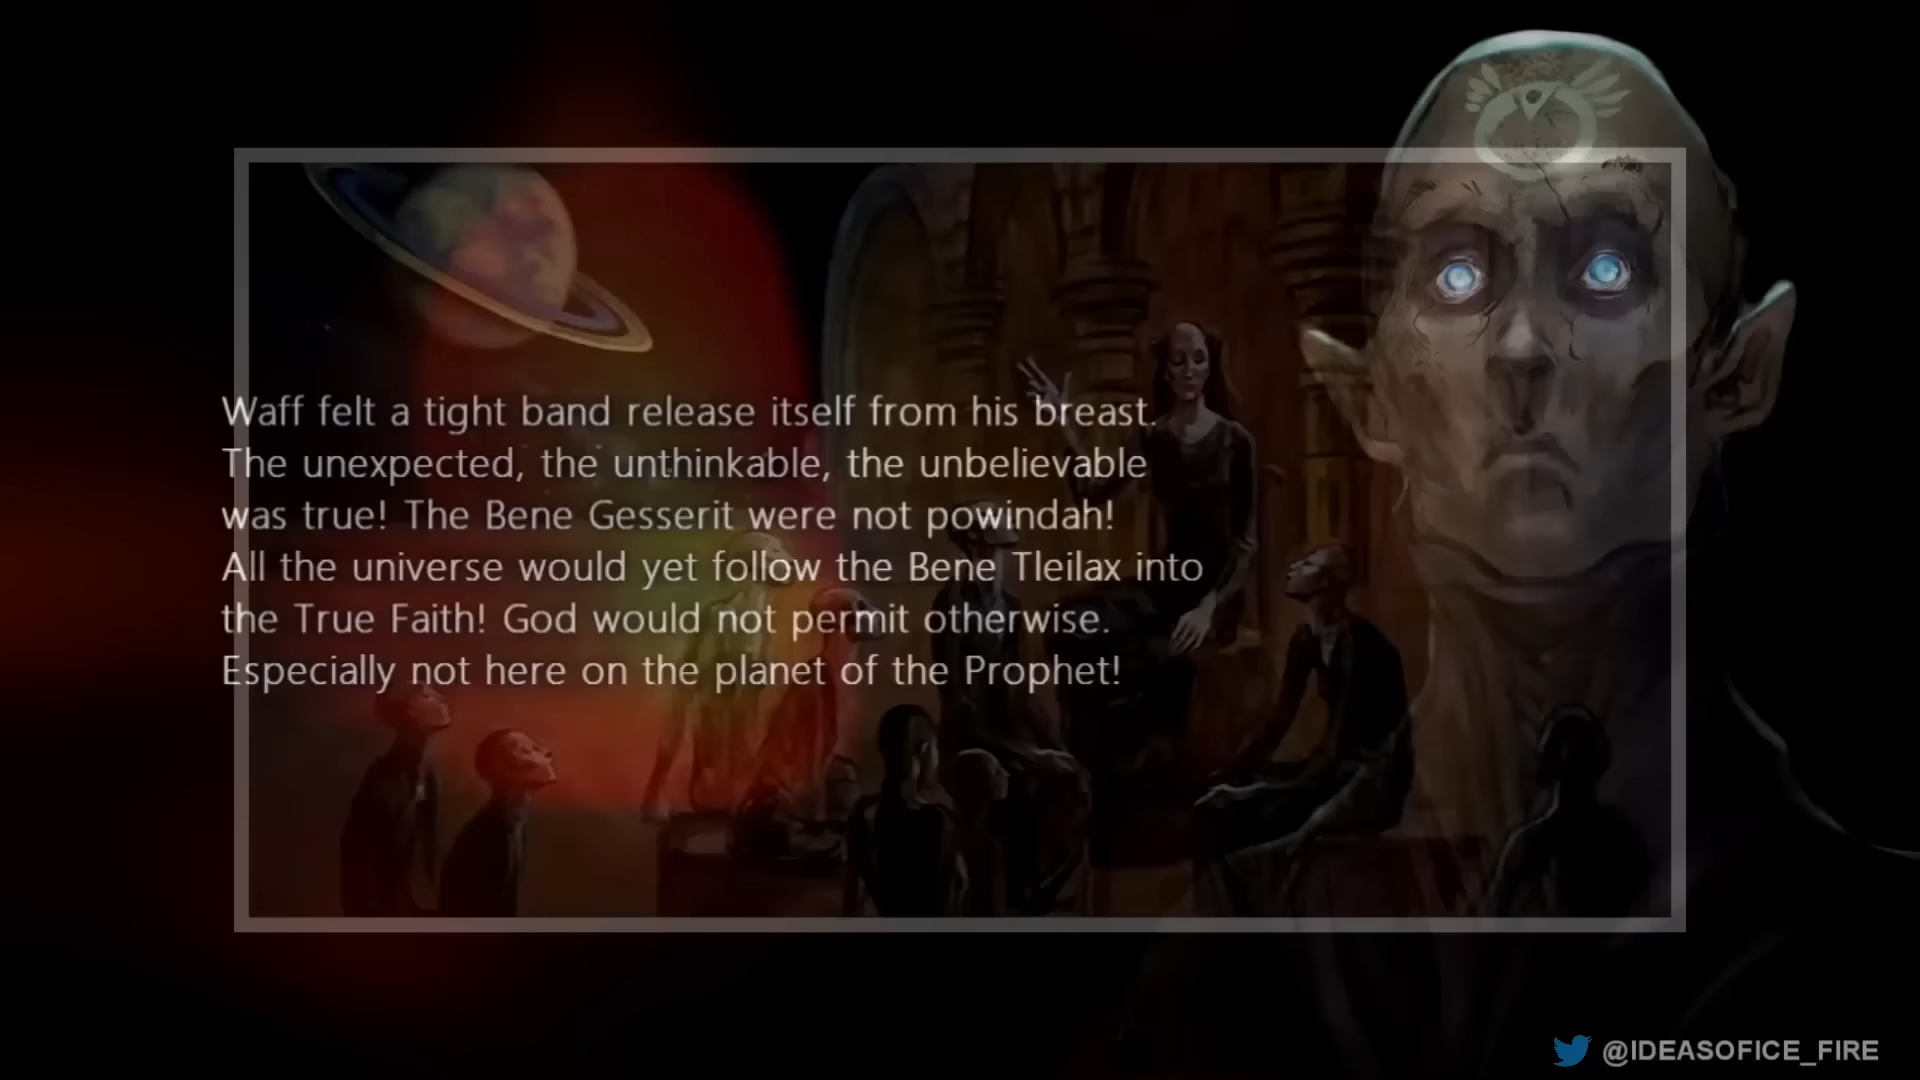 Waff felt a tight band release itself from his breast.
The unexpected, the unthinkable, the unbelievable
was true! The Bene Gesserit were not powindah!
All the universe would yet follow the Bene Tleilax into
the True Faith! God would not permit otherwise.
Especially not here on the planet of the Prophet!
@IDEASOFICE_FIRE